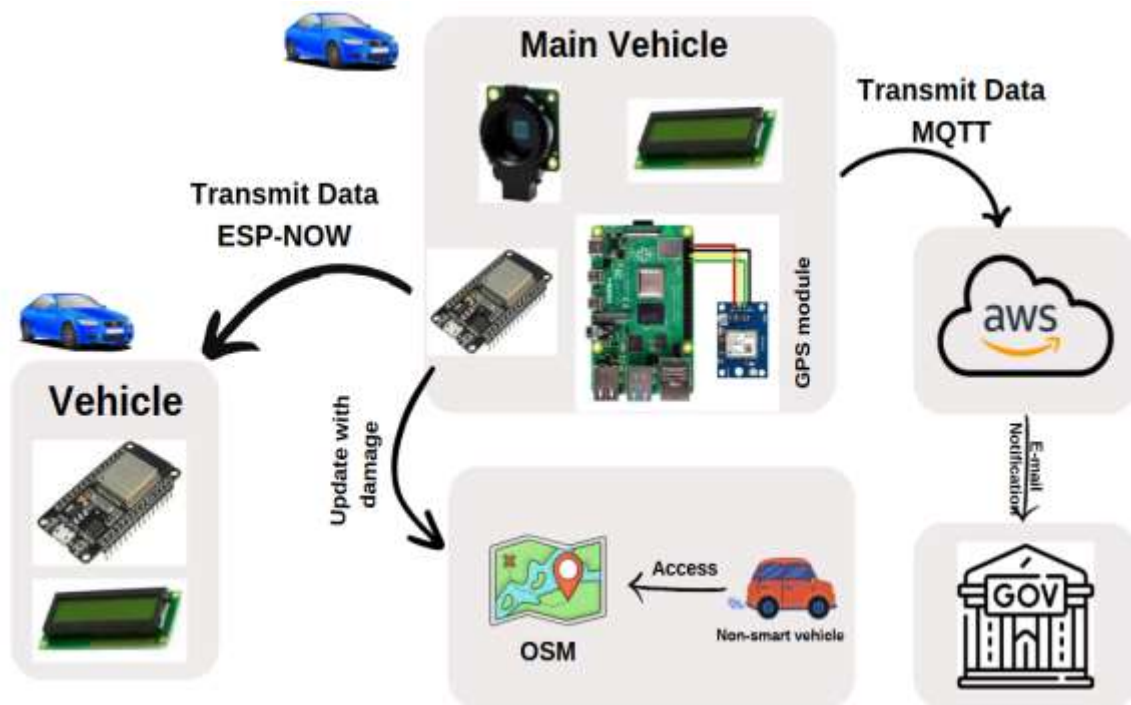 Main Vehicle
Transmit Data
MQTT
Transmit Data
ESP-NOW
GPS module
aws
Vehicle
Update with
damage
E-mail
Notification
OSM
Access
Non-smart vehicle
GOV